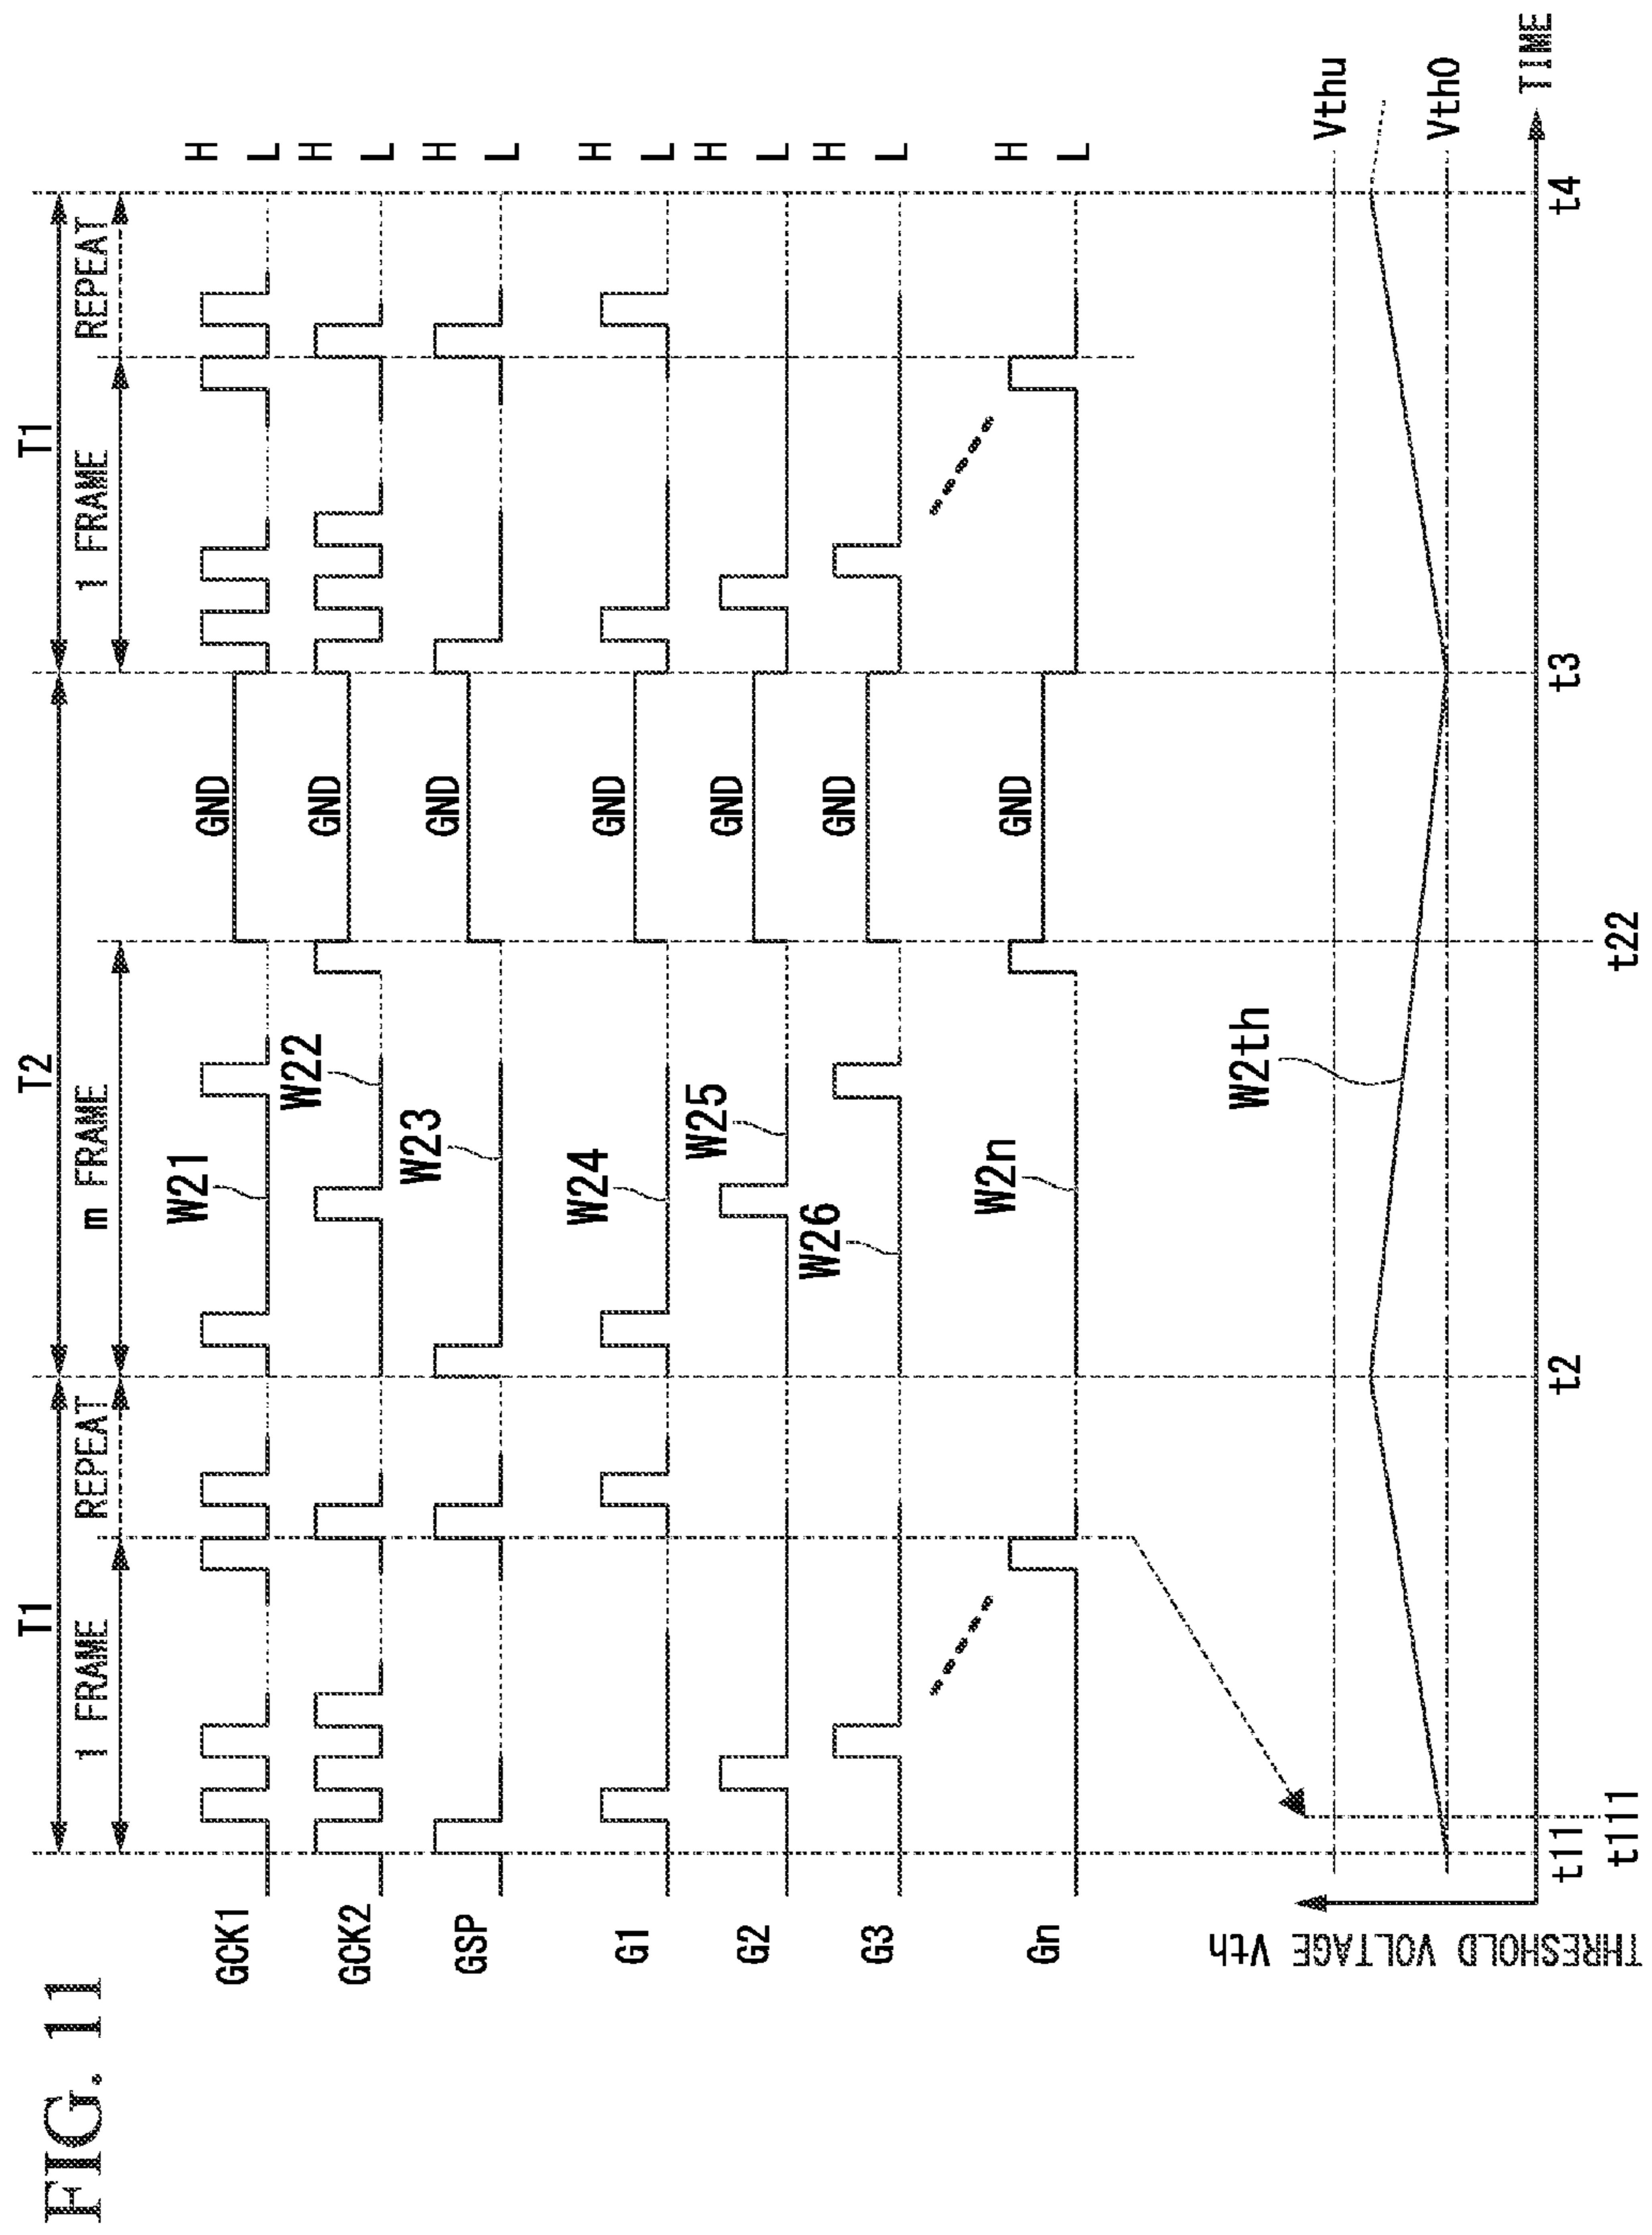 FIG. 11
T1
T2
T1
1 FRAME
REPEAT
m FRAME
1 FRAME
REPEAT
GCK1
W21
GND
H
L
GCK2
W22
GND
H
L
GSP
W23
GND
H
L
G1
W24
GND
H
L
G2
W25
GND
H
L
G3
W26
GND
H
L
Gn
W2n
GND
H
L
THRESHOLD VOLTAGE Vth
W2th
Vthu
Vth0
TIME
t11
t2
t3
t4
t111
t22